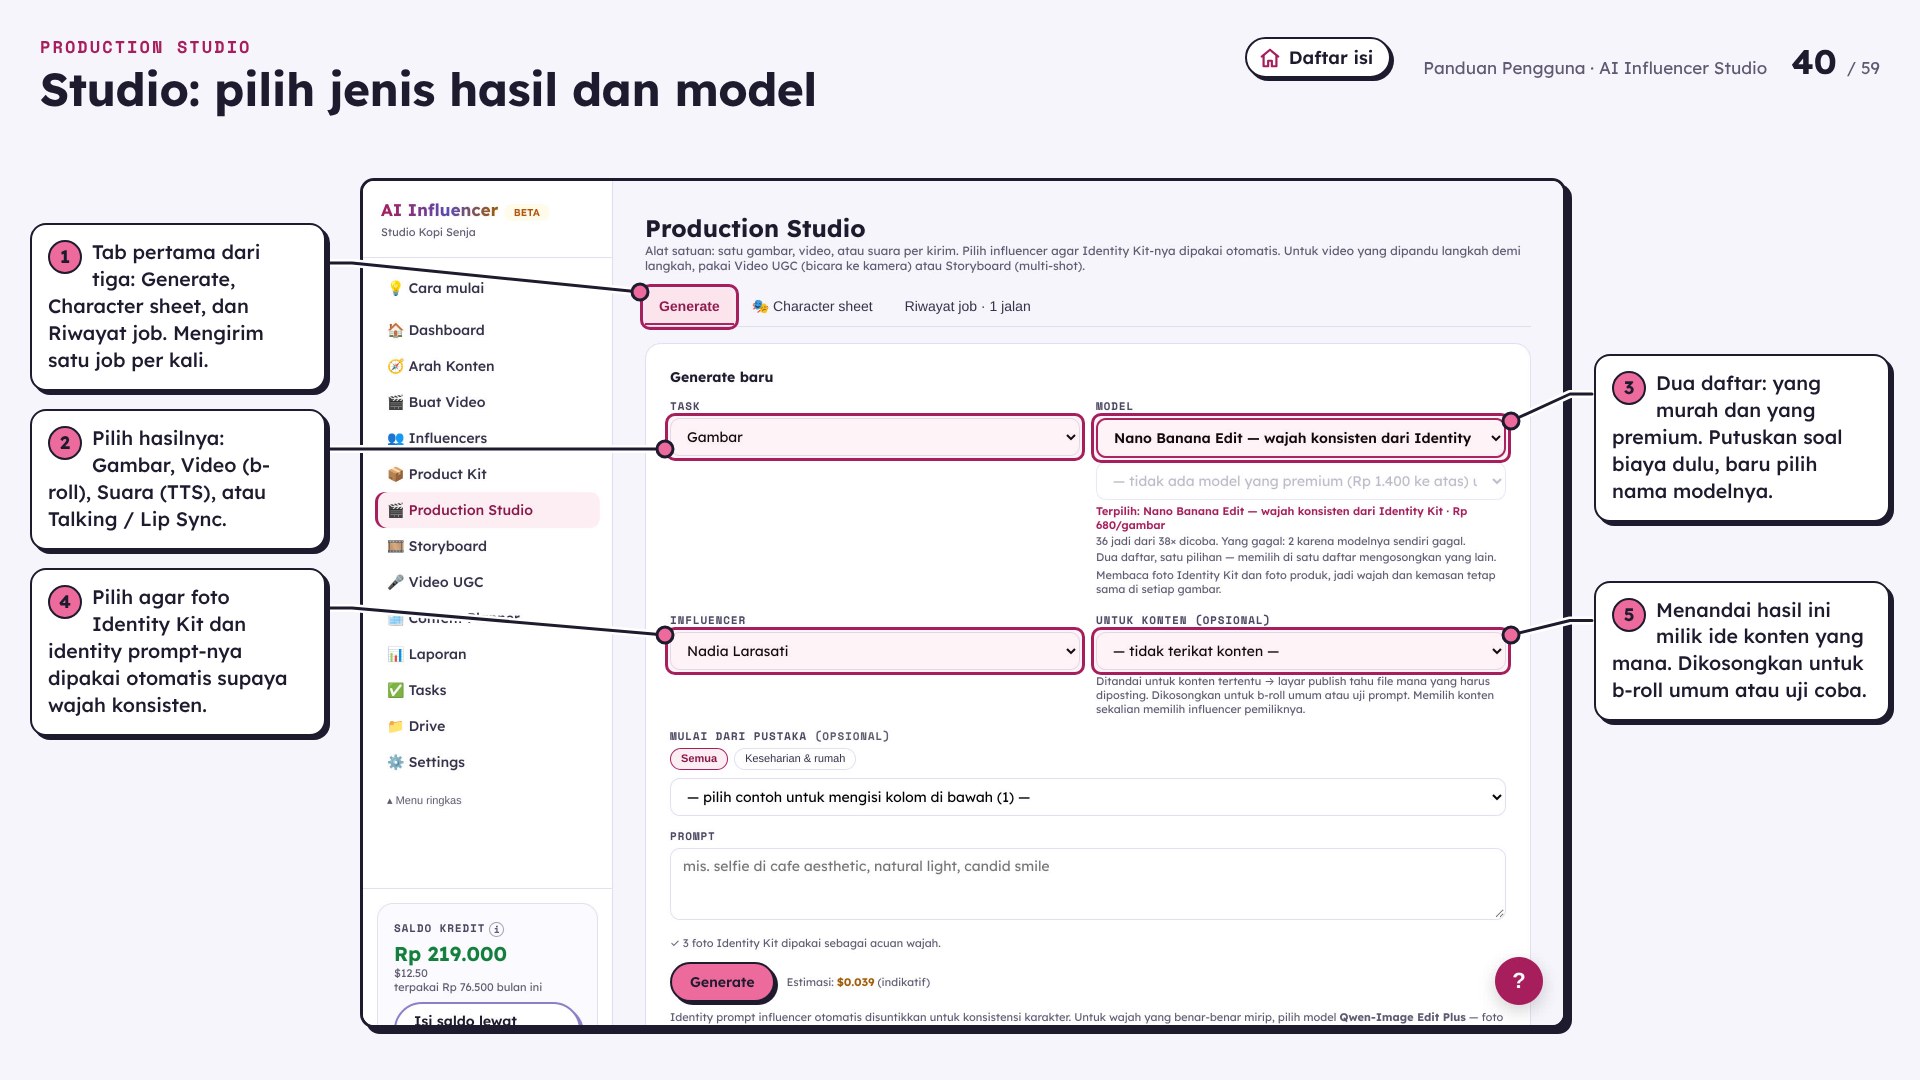 PRODUCTION STUDIO
Studio: pilih jenis hasil dan model
Daftar isi
Panduan Pengguna · AI Influencer Studio
40 / 59
1 Tab pertama dari
tiga: Generate,
Character sheet, dan
Riwayat job. Mengirim
satu job per kali.
2 Pilih hasilnya:
Gambar, Video (b-
roll), Suara (TTS), atau
Talking / Lip Sync.
4 Pilih agar foto
Identity Kit dan
identity prompt-nya
dipakai otomatis supaya
wajah konsisten.
AI Influencer BETA
Studio Kopi Senja
Cara mulai
Dashboard
Arah Konten
Buat Video
Influencers
Product Kit
Production Studio
Storyboard
Video UGC
Laporan
Tasks
Drive
Settings
▴ Menu ringkas
SALDO KREDIT i
Rp 219.000
$12.50
terpakai Rp 76.500 bulan ini
Isi saldo lewat
Production Studio
Alat satuan: satu gambar, video, atau suara per kirim. Pilih influencer agar Identity Kit-nya dipakai otomatis. Untuk video yang dipandu langkah demi
langkah, pakai Video UGC (bicara ke kamera) atau Storyboard (multi-shot).
Generate
Character sheet
Riwayat job · 1 jalan
Generate baru
TASK
Gambar
MODEL
Nano Banana Edit — wajah konsisten dari Identity
— tidak ada model yang premium (Rp 1.400 ke atas) u
Terpilih: Nano Banana Edit — wajah konsisten dari Identity Kit · Rp
680/gambar
36 jadi dari 38× dicoba. Yang gagal: 2 karena modelnya sendiri gagal.
Dua daftar, satu pilihan — memilih di satu daftar mengosongkan yang lain.
Membaca foto Identity Kit dan foto produk, jadi wajah dan kemasan tetap
sama di setiap gambar.
INFLUENCER
Nadia Larasati
UNTUK KONTEN (OPSIONAL)
— tidak terikat konten —
Ditandai untuk konten tertentu → layar publish tahu file mana yang harus
diposting. Dikosongkan untuk b-roll umum atau uji prompt. Memilih konten
sekalian memilih influencer pemiliknya.
MULAI DARI PUSTAKA (OPSIONAL)
Semua
Keseharian & rumah
— pilih contoh untuk mengisi kolom di bawah (1) —
PROMPT
mis. selfie di cafe aesthetic, natural light, candid smile
✓ 3 foto Identity Kit dipakai sebagai acuan wajah.
Generate
Estimasi: $0.039 (indikatif)
Identity prompt influencer otomatis disuntikkan untuk konsistensi karakter. Untuk wajah yang benar-benar mirip, pilih model Qwen-Image Edit Plus — foto
?
3 Dua daftar: yang
murah dan yang
premium. Putuskan soal
biaya dulu, baru pilih
nama modelnya.
5 Menandai hasil ini
milik ide konten yang
mana. Dikosongkan untuk
b-roll umum atau uji coba.